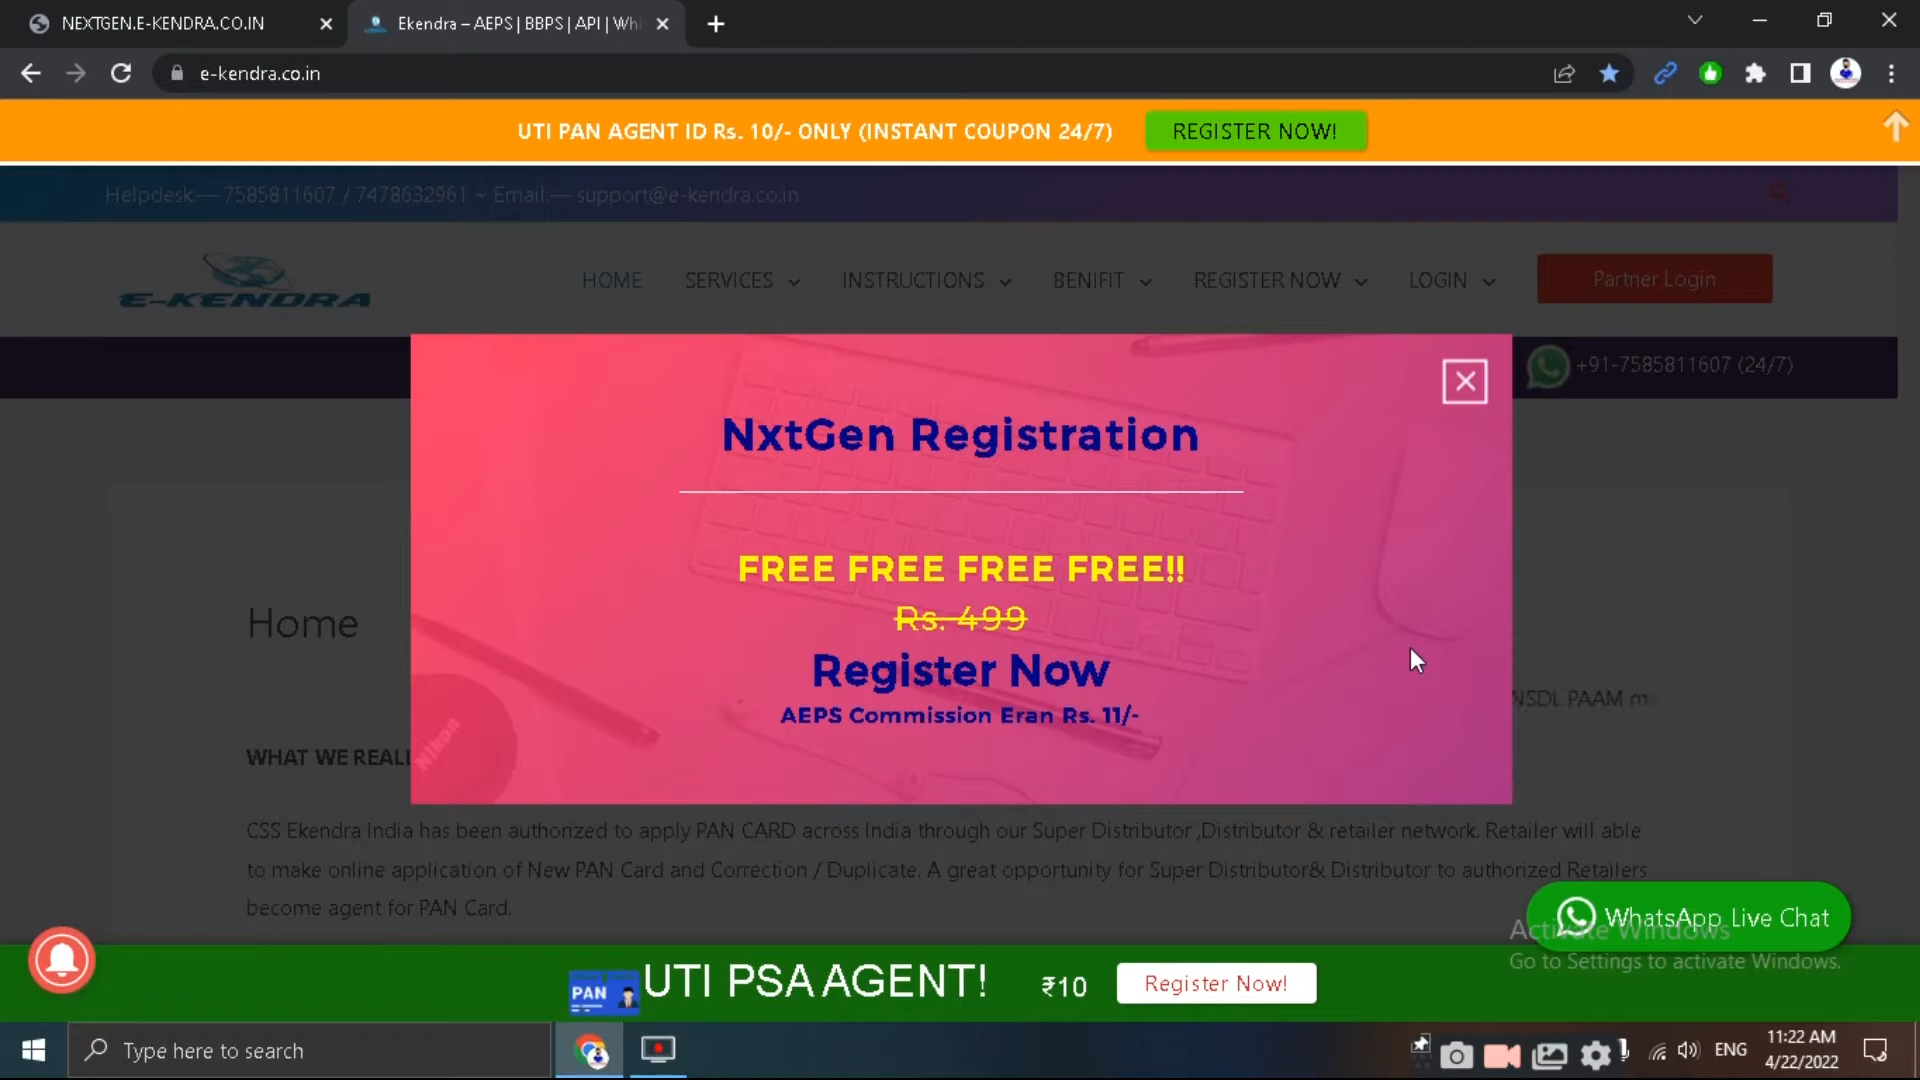 NEXTGEN.E-KENDRA.CO.IN
Ekendra – AEPS | BBPS | API | Whi
e-kendra.co.in
UTI PAN AGENT ID Rs. 10/- ONLY (INSTANT COUPON 24/7)
REGISTER NOW!
Helpdesk:— 7585811607 / 7478632961 ~ Email:— support@e-kendra.co.in
E-KENDRA
HOME
SERVICES
INSTRUCTIONS
BENIFIT
REGISTER NOW
LOGIN
Partner Login
+91-7585811607 (24/7)
NxtGen Registration
FREE FREE FREE FREE!!
Rs. 499
Register Now
AEPS Commission Eran Rs. 11/-
Nikon
Home
NSDL PAAM
WHAT WE REALL
CSS Ekendra India has been authorized to apply PAN CARD across India through our Super Distributor ,Distributor & retailer network. Retailer will able
to make online application of New PAN Card and Correction / Duplicate. A great opportunity for Super Distributor& Distributor to authorized Retailers
become agent for PAN Card.
WhatsApp Live Chat
Activate Windows
Go to Settings to activate Windows.
PAN
UTI PSA AGENT!
₹10
Register Now!
Type here to search
ENG
11:22 AM
4/22/2022